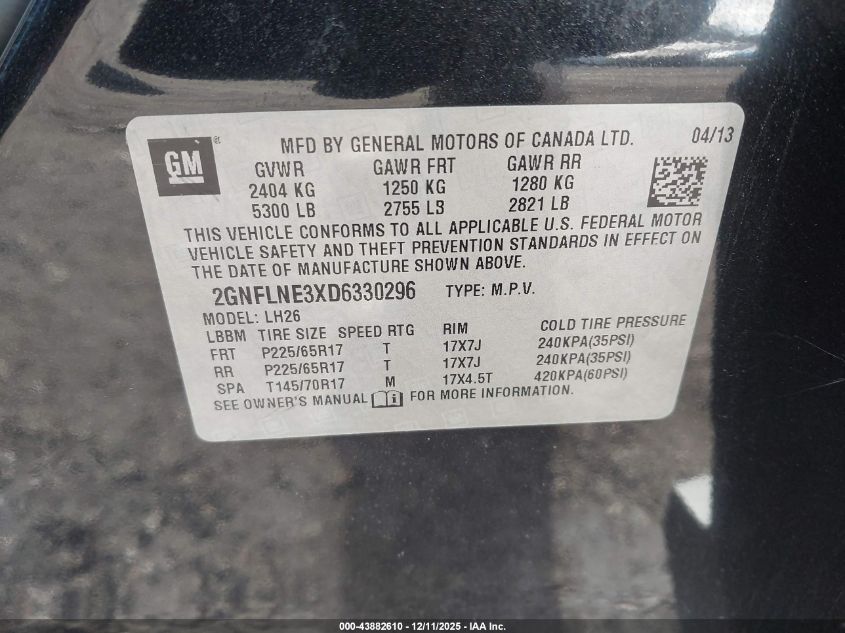 GM®
MFD BY GENERAL MOTORS OF CANADA LTD. 04/13
GVWR GAWR FRT GAWR RR
2404 KG 1250 KG 1280 KG
5300 LB 2755 LB 2821 LB
THIS VEHICLE CONFORMS TO ALL APPLICABLE U.S. FEDERAL MOTOR
VEHICLE SAFETY AND THEFT PREVENTION STANDARDS IN EFFECT ON
THE DATE OF MANUFACTURE SHOWN ABOVE.
2GNFLNE3XD6330296 TYPE: M.P.V.
MODEL: LH26
LBBM TIRE SIZE SPEED RTG RIM COLD TIRE PRESSURE
FRT P225/65R17 T 17X7J 240KPA(35PSI)
RR P225/65R17 T 17X7J 240KPA(35PSI)
SPA T145/70R17 M 17X4.5T 420KPA(60PSI)
SEE OWNER'S MANUAL FOR MORE INFORMATION.
000-43882610 - 12/11/2025 - IAA Inc.